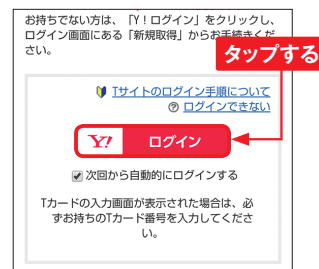 お持ちでない方は、「Y！ログイン」をクリックし、
ログイン画面にある「新規取得」からお手続きくだ
さい。
タップする
Tサイトのログイン手順について
ログインできない
Y! ログイン
次回から自動的にログインする
Tカードの入力画面が表示された場合は、必
ずお持ちのTカード番号を入力してくださ
い。